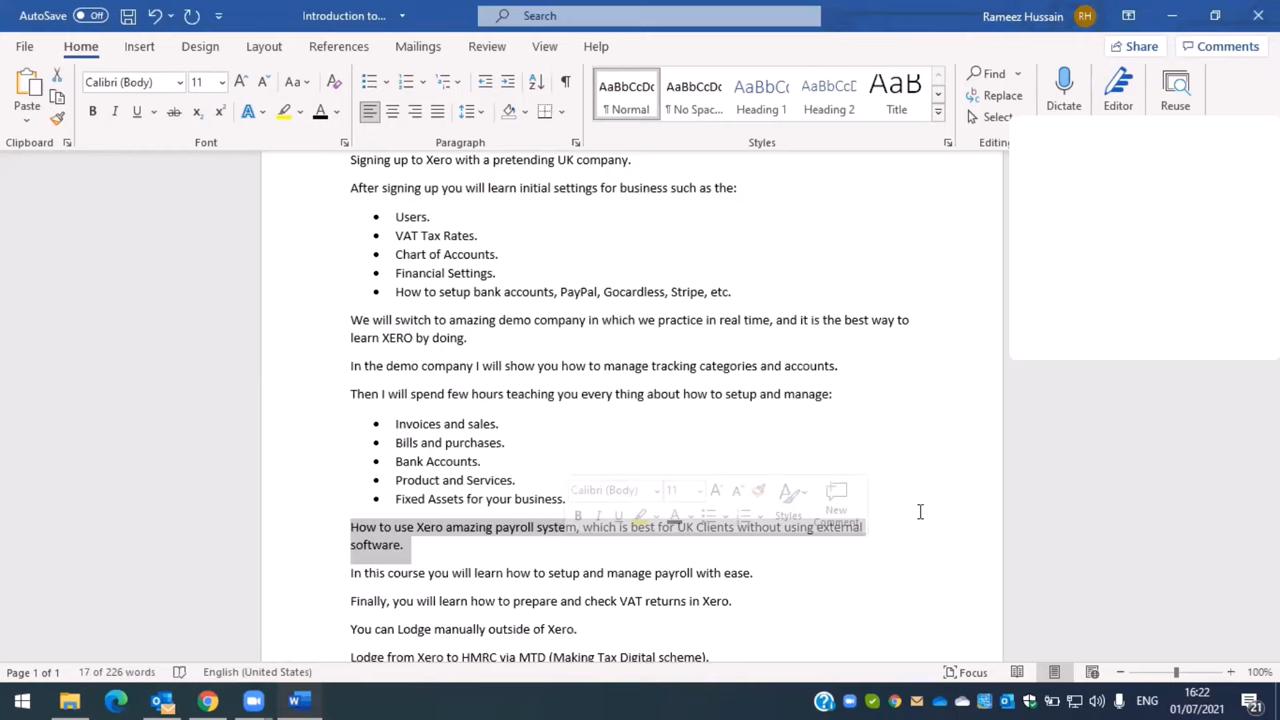 AutoSave Off Introduction to... Search Rameez Hussain RH
File Home Insert Design Layout References Mailings Review View Help Share Comments
Paste Calibri (Body) 11 Aa AaBbCcDc AaBbCcDc AaBbCc AaBbCcD AaB Find Replace Select Dictate Editor Reuse
¶ Normal ¶ No Spac... Heading 1 Heading 2 Title
Clipboard Font Paragraph Styles Editing
Signing up to Xero with a pretending UK company.
After signing up you will learn initial settings for business such as the:
• Users.
• VAT Tax Rates.
• Chart of Accounts.
• Financial Settings.
• How to setup bank accounts, PayPal, Gocardless, Stripe, etc.
We will switch to amazing demo company in which we practice in real time, and it is the best way to
learn XERO by doing.
In the demo company I will show you how to manage tracking categories and accounts.
Then I will spend few hours teaching you every thing about how to setup and manage:
• Invoices and sales.
• Bills and purchases.
• Bank Accounts.
• Product and Services.
• Fixed Assets for your business.
Calibri (Body) 11 A A
B I U A Styles New Comment
How to use Xero amazing payroll system, which is best for UK Clients without using external
software.
In this course you will learn how to setup and manage payroll with ease.
Finally, you will learn how to prepare and check VAT returns in Xero.
You can Lodge manually outside of Xero.
Lodge from Xero to HMRC via MTD (Making Tax Digital scheme).
Page 1 of 1 17 of 226 words English (United States) Focus 100%
ENG 16:22 01/07/2021 21